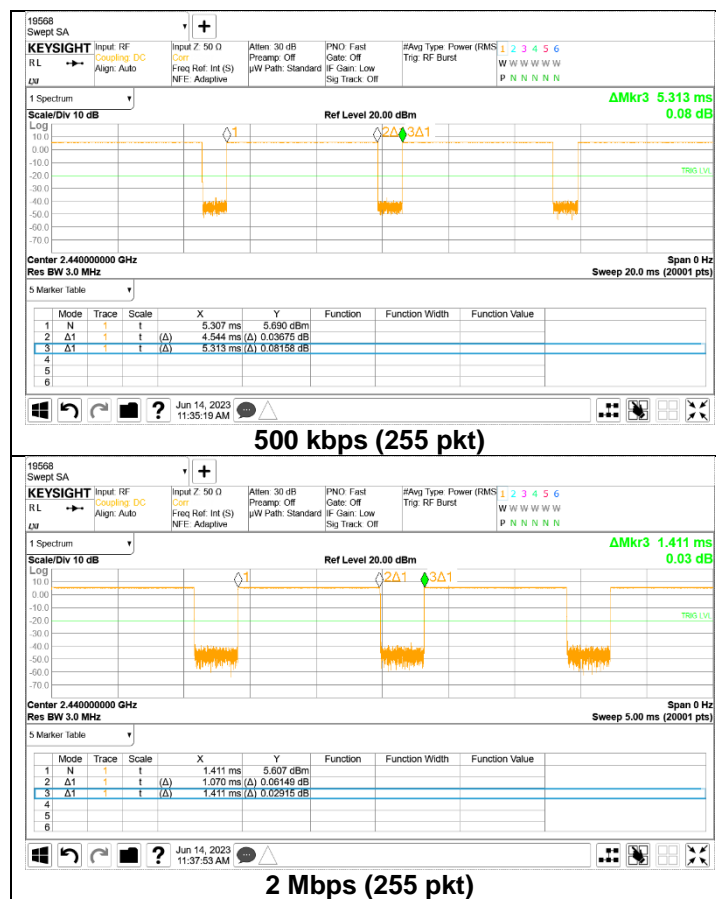 19568
Swept SA
+
KEYSIGHT Input: RF Input Z: 50 Ω Atten: 30 dB PNO: Fast #Avg Type: Power (RMS 1 2 3 4 5 6
RL Coupling: DC Corr Preamp: Off Gate: Off Trig: RF Burst W W W W W W
Align: Auto Freq Ref: Int (S) µW Path: Standard IF Gain: Low P N N N N N
LXI NFE: Adaptive Sig Track: Off
1 Spectrum ΔMkr3 5.313 ms
Scale/Div 10 dB Ref Level 20.00 dBm 0.08 dB
Log
1 2Δ1 3Δ1
10.0
0.00
-10.0
-20.0 TRIG LVL
-30.0
-40.0
-50.0
-60.0
-70.0
Center 2.440000000 GHz Span 0 Hz
Res BW 3.0 MHz Sweep 20.0 ms (20001 pts)
5 Marker Table
Mode Trace Scale X Y Function Function Width Function Value
1 N 1 t 5.307 ms 5.690 dBm
2 Δ1 1 t (Δ) 4.544 ms (Δ) 0.03675 dB
3 Δ1 1 t (Δ) 5.313 ms (Δ) 0.08158 dB
4
5
6
? Jun 14, 2023
11:35:19 AM
500 kbps (255 pkt)
19568
Swept SA
+
KEYSIGHT Input: RF Input Z: 50 Ω Atten: 30 dB PNO: Fast #Avg Type: Power (RMS 1 2 3 4 5 6
RL Coupling: DC Corr Preamp: Off Gate: Off Trig: RF Burst W W W W W W
Align: Auto Freq Ref: Int (S) µW Path: Standard IF Gain: Low P N N N N N
LXI NFE: Adaptive Sig Track: Off
1 Spectrum ΔMkr3 1.411 ms
Scale/Div 10 dB Ref Level 20.00 dBm 0.03 dB
Log
1 2Δ1 3Δ1
10.0
0.00
-10.0
-20.0 TRIG LVL
-30.0
-40.0
-50.0
-60.0
-70.0
Center 2.440000000 GHz Span 0 Hz
Res BW 3.0 MHz Sweep 5.00 ms (20001 pts)
5 Marker Table
Mode Trace Scale X Y Function Function Width Function Value
1 N 1 t 1.411 ms 5.607 dBm
2 Δ1 1 t (Δ) 1.070 ms (Δ) 0.06149 dB
3 Δ1 1 t (Δ) 1.411 ms (Δ) 0.02915 dB
4
5
6
? Jun 14, 2023
11:37:53 AM
2 Mbps (255 pkt)